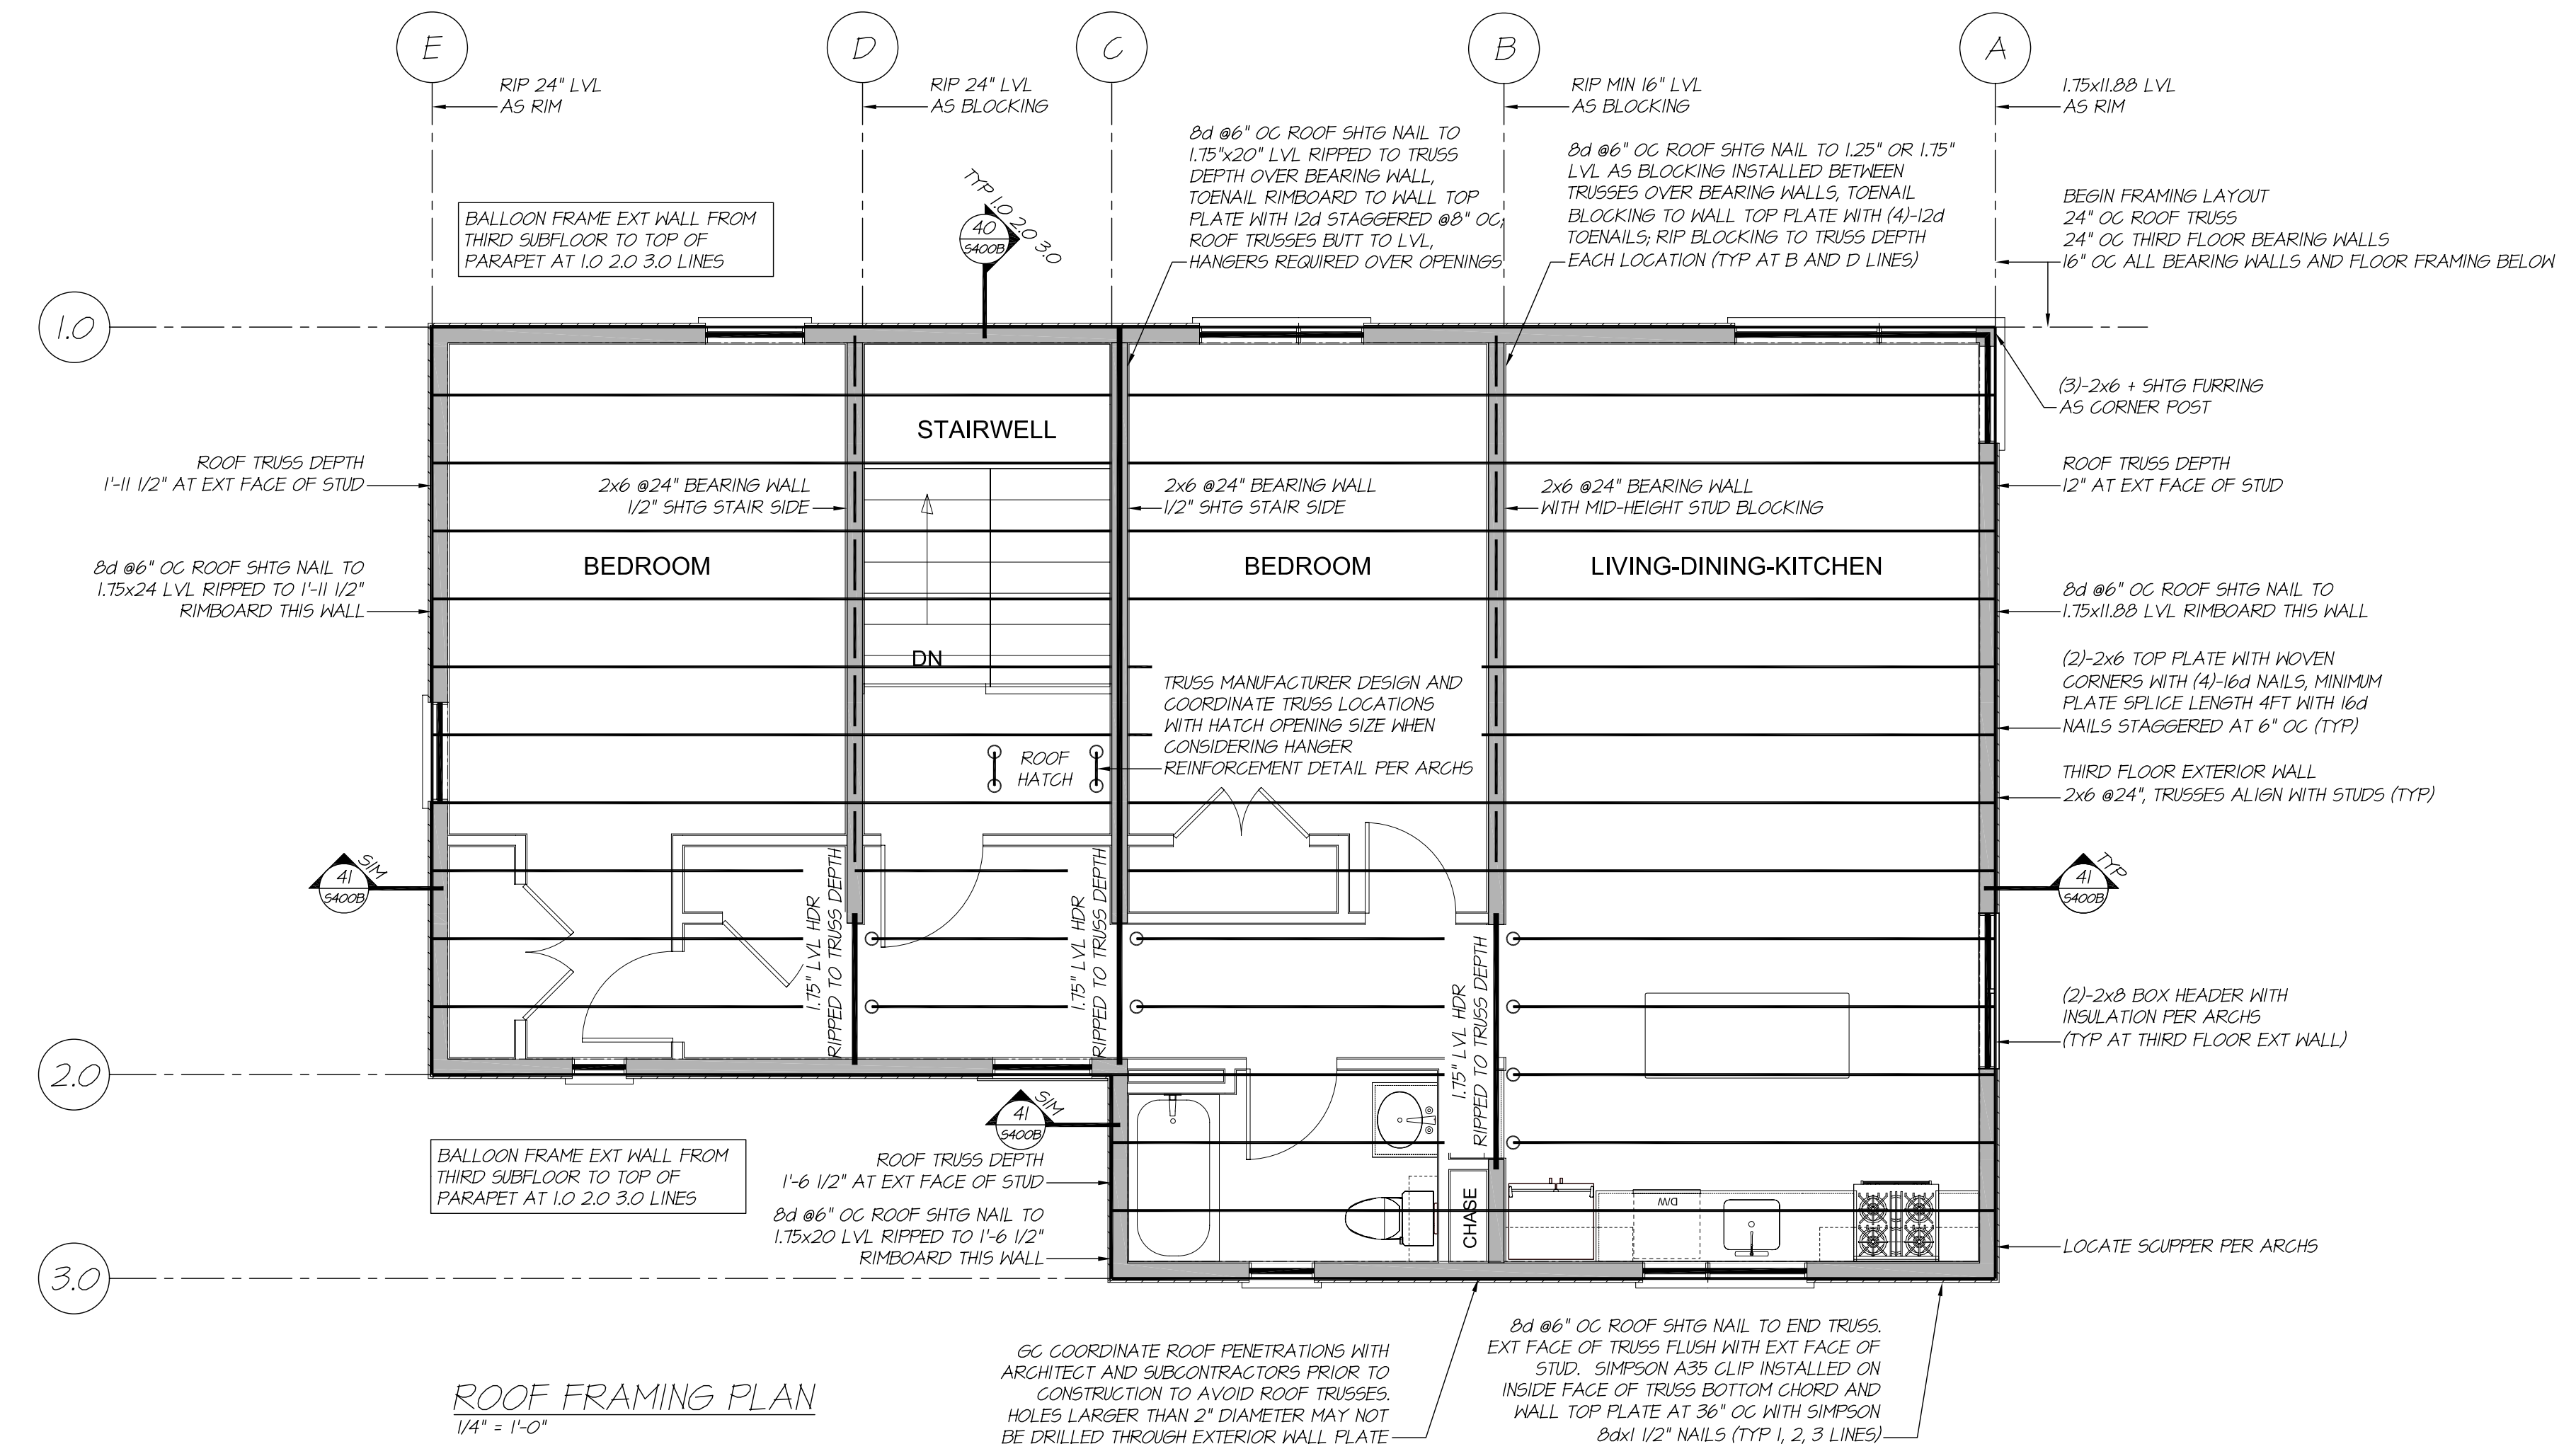 E
D
C
B
A
RIP 24" LVL
AS RIM
RIP 24" LVL
AS BLOCKING
RIP MIN 16" LVL
AS BLOCKING
1.75x11.88 LVL
AS RIM
8d @6" OC ROOF SHTG NAIL TO
1.75"x20" LVL RIPPED TO TRUSS
DEPTH OVER BEARING WALL,
TOENAIL RIMBOARD TO WALL TOP
PLATE WITH 12d STAGGERED @8" OC,
ROOF TRUSSES BUTT TO LVL,
HANGERS REQUIRED OVER OPENINGS
8d @6" OC ROOF SHTG NAIL TO 1.25" OR 1.75"
LVL AS BLOCKING INSTALLED BETWEEN
TRUSSES OVER BEARING WALLS, TOENAIL
BLOCKING TO WALL TOP PLATE WITH (4)-12d
TOENAILS; RIP BLOCKING TO TRUSS DEPTH
EACH LOCATION (TYP AT B AND D LINES)
BEGIN FRAMING LAYOUT
24" OC ROOF TRUSS
24" OC THIRD FLOOR BEARING WALLS
16" OC ALL BEARING WALLS AND FLOOR FRAMING BELOW
BALLOON FRAME EXT WALL FROM
THIRD SUBFLOOR TO TOP OF
PARAPET AT 1.0 2.0 3.0 LINES
TYP 1.0 2.0 3.0
40
S400B
1.0
(3)-2x6 + SHTG FURRING
AS CORNER POST
STAIRWELL
ROOF TRUSS DEPTH
1'-11 1/2" AT EXT FACE OF STUD
2x6 @24" BEARING WALL
1/2" SHTG STAIR SIDE
2x6 @24" BEARING WALL
1/2" SHTG STAIR SIDE
2x6 @24" BEARING WALL
WITH MID-HEIGHT STUD BLOCKING
ROOF TRUSS DEPTH
12" AT EXT FACE OF STUD
BEDROOM
BEDROOM
LIVING-DINING-KITCHEN
8d @6" OC ROOF SHTG NAIL TO
1.75x24 LVL RIPPED TO 1'-11 1/2"
RIMBOARD THIS WALL
8d @6" OC ROOF SHTG NAIL TO
1.75x11.88 LVL RIMBOARD THIS WALL
DN
TRUSS MANUFACTURER DESIGN AND
COORDINATE TRUSS LOCATIONS
WITH HATCH OPENING SIZE WHEN
CONSIDERING HANGER
REINFORCEMENT DETAIL PER ARCHS
(2)-2x6 TOP PLATE WITH WOVEN
CORNERS WITH (4)-16d NAILS, MINIMUM
PLATE SPLICE LENGTH 4FT WITH 16d
NAILS STAGGERED AT 6" OC (TYP)
ROOF
HATCH
THIRD FLOOR EXTERIOR WALL
2x6 @24", TRUSSES ALIGN WITH STUDS (TYP)
SIM
41
S400B
TYP
41
S400B
1.75" LVL HDR
RIPPED TO TRUSS DEPTH
1.75" LVL HDR
RIPPED TO TRUSS DEPTH
1.75" LVL HDR
RIPPED TO TRUSS DEPTH
(2)-2x8 BOX HEADER WITH
INSULATION PER ARCHS
(TYP AT THIRD FLOOR EXT WALL)
2.0
SIM
41
S400B
BALLOON FRAME EXT WALL FROM
THIRD SUBFLOOR TO TOP OF
PARAPET AT 1.0 2.0 3.0 LINES
ROOF TRUSS DEPTH
1'-6 1/2" AT EXT FACE OF STUD
8d @6" OC ROOF SHTG NAIL TO
1.75x20 LVL RIPPED TO 1'-6 1/2"
RIMBOARD THIS WALL
CHASE
D/W
LOCATE SCUPPER PER ARCHS
3.0
GC COORDINATE ROOF PENETRATIONS WITH
ARCHITECT AND SUBCONTRACTORS PRIOR TO
CONSTRUCTION TO AVOID ROOF TRUSSES.
HOLES LARGER THAN 2" DIAMETER MAY NOT
BE DRILLED THROUGH EXTERIOR WALL PLATE
8d @6" OC ROOF SHTG NAIL TO END TRUSS.
EXT FACE OF TRUSS FLUSH WITH EXT FACE OF
STUD. SIMPSON A35 CLIP INSTALLED ON
INSIDE FACE OF TRUSS BOTTOM CHORD AND
WALL TOP PLATE AT 36" OC WITH SIMPSON
8dx1 1/2" NAILS (TYP 1, 2, 3 LINES)
ROOF FRAMING PLAN
1/4" = 1'-0"